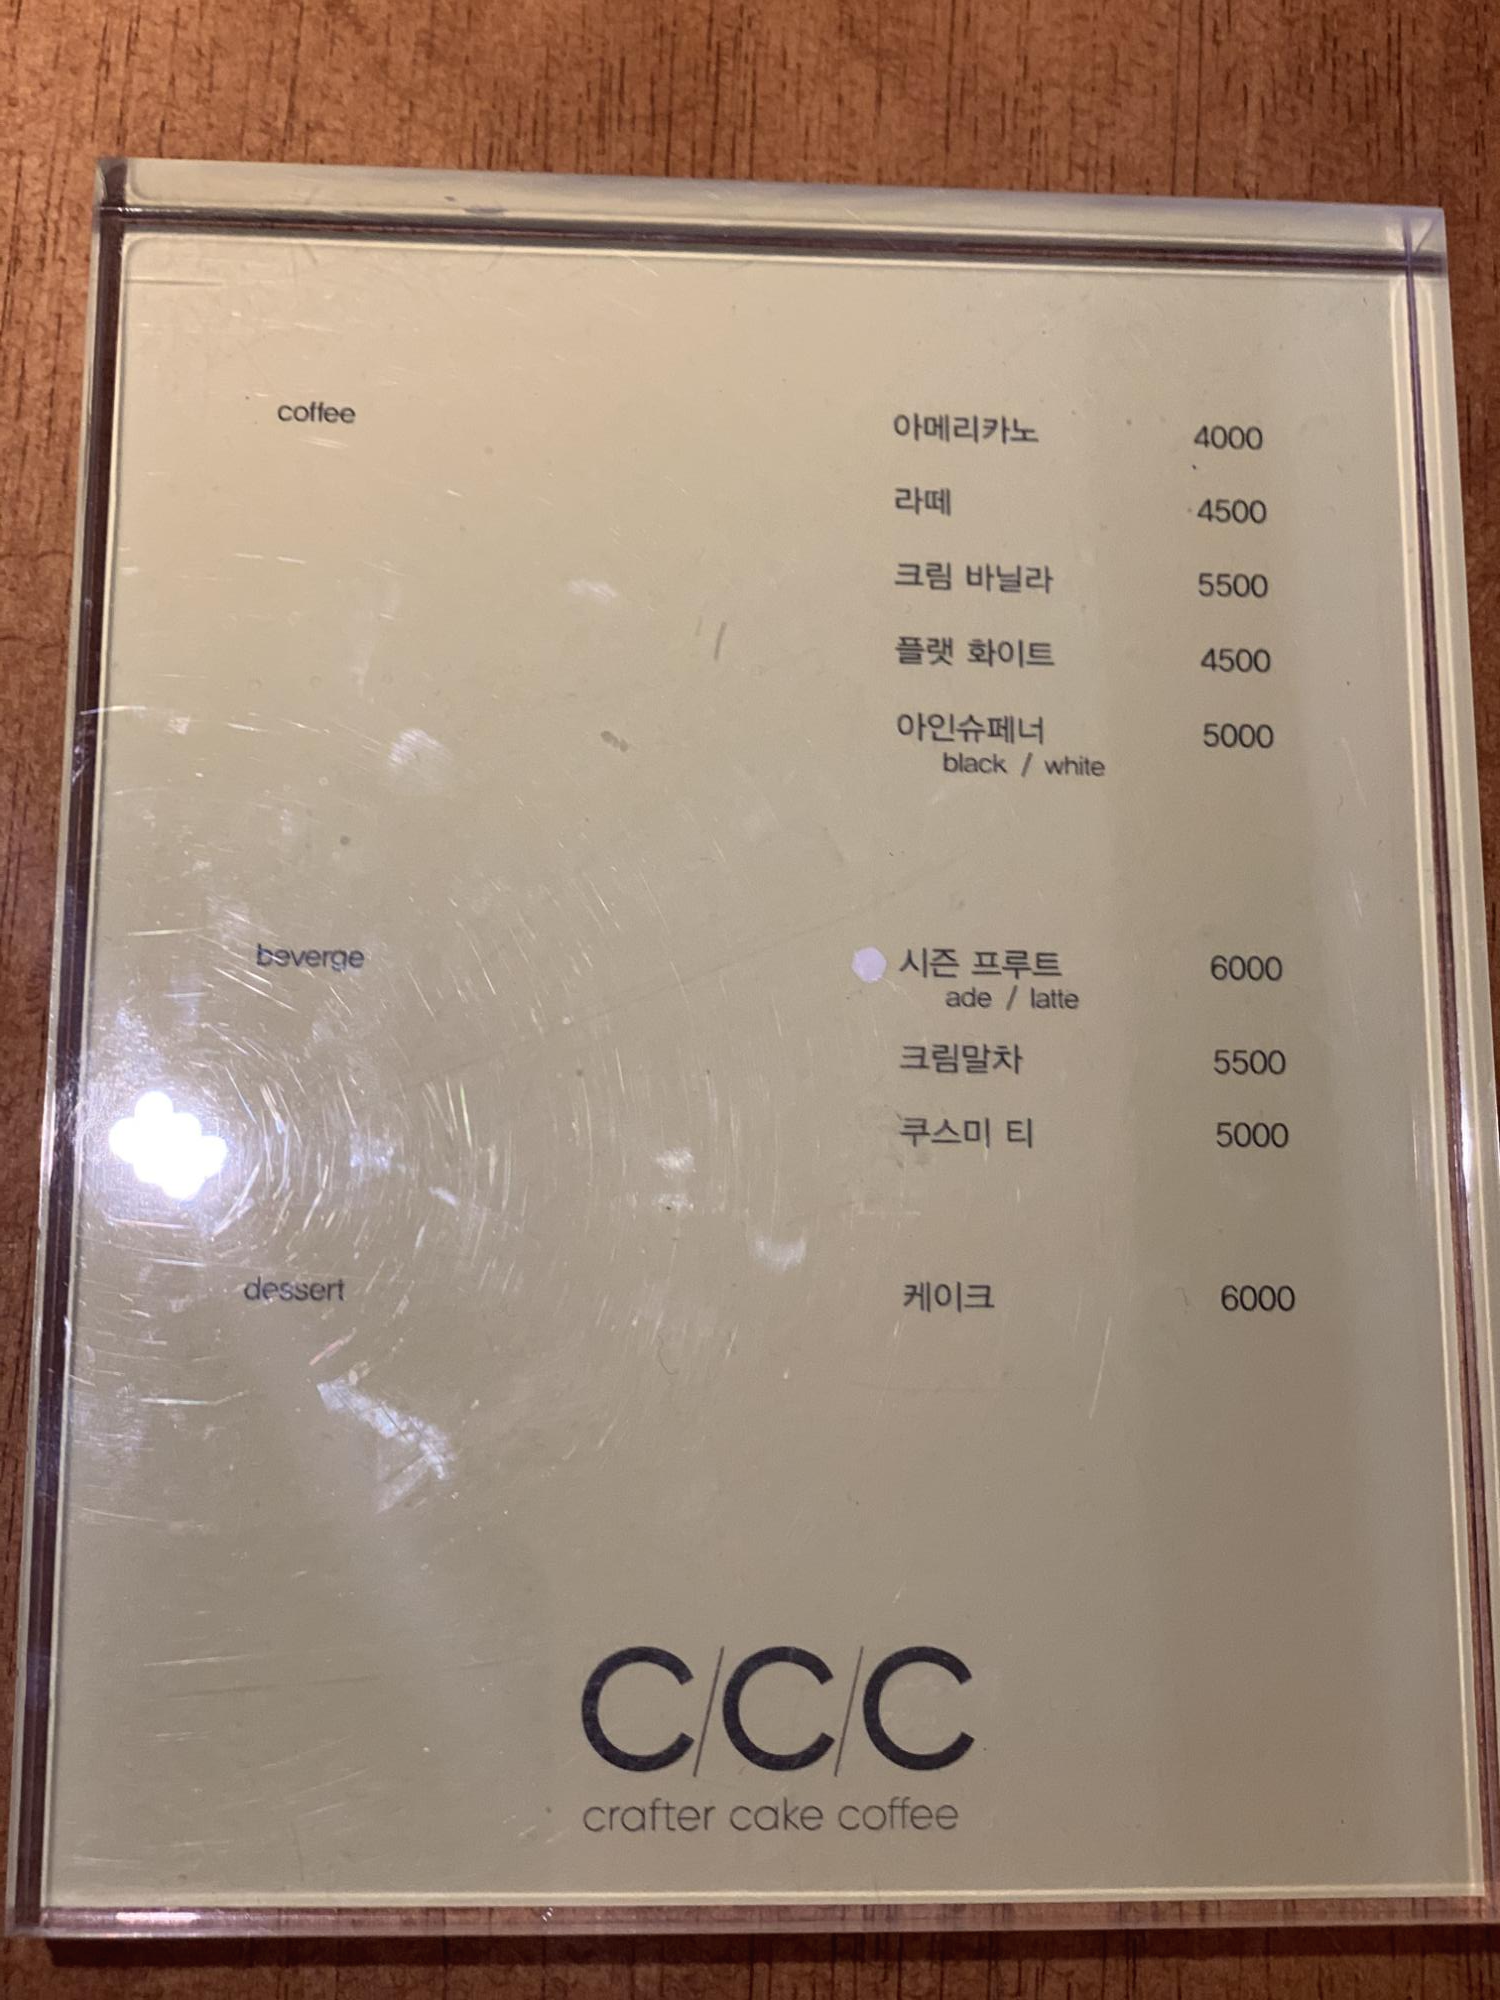 coffee 아메리카노 4000
라떼 4500
크림 바닐라 5500
플랫 화이트 4500
아인슈페너 5000
black / white
beverge 시즌 프루트 6000
ade / latte
크림말차 5500
쿠스미 티 5000
dessert 케이크 6000
C/C/C
crafter cake coffee